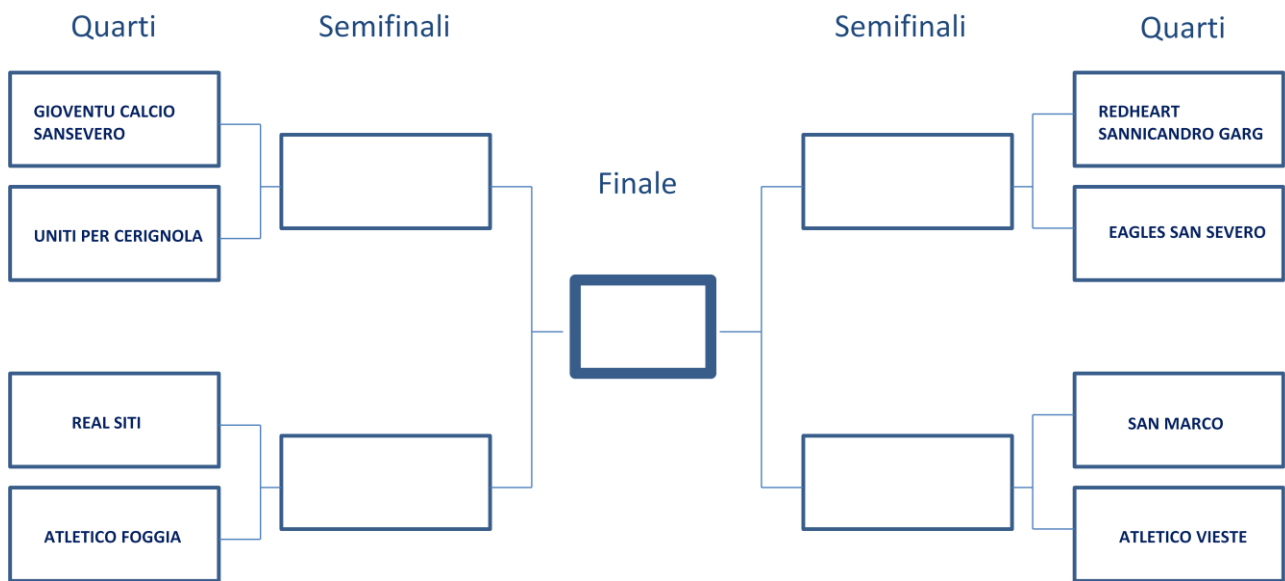 Quarti
Semifinali
Semifinali
Quarti
GIOVENTU CALCIO
SANSEVERO
REDHEART
SANNICANDRO GARG
Finale
UNITI PER CERIGNOLA
EAGLES SAN SEVERO
REAL SITI
SAN MARCO
ATLETICO FOGGIA
ATLETICO VIESTE